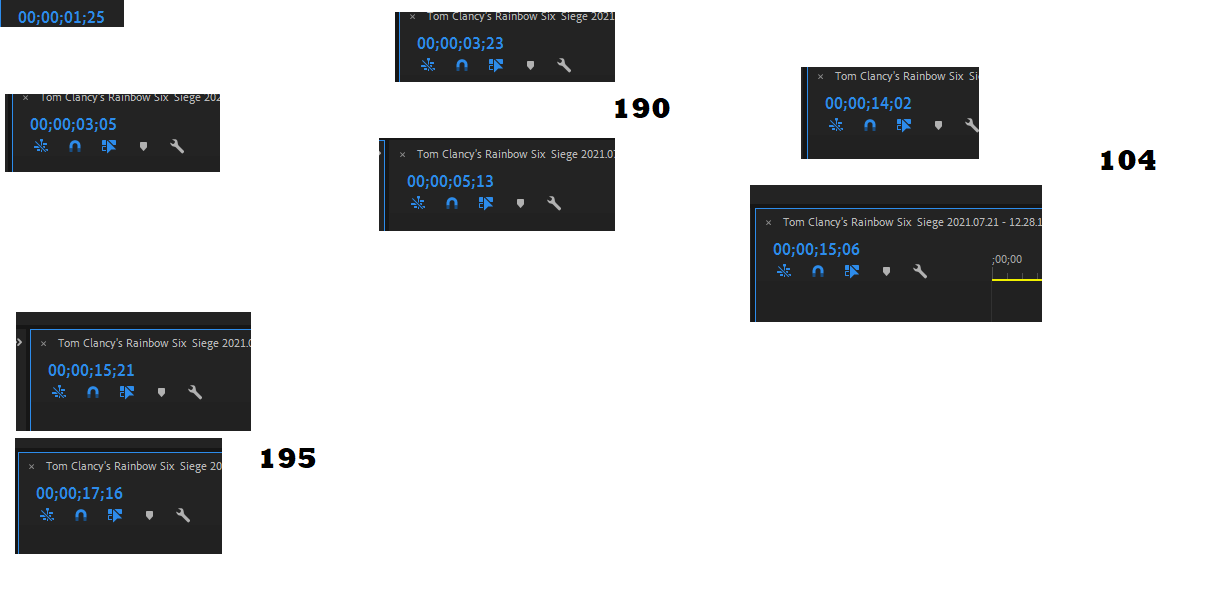 00;00;01;25
Tom Clancy's Rainbow Six Siege 202
00;00;03;05
Tom Clancy's Rainbow Six Siege 2021
00;00;03;23
190
Tom Clancy's Rainbow Six Siege 2021.07
00;00;05;13
Tom Clancy's Rainbow Six Si
00;00;14;02
104
Tom Clancy's Rainbow Six Siege 2021.07.21 - 12.28.1
00;00;15;06
;00;00
Tom Clancy's Rainbow Six Siege 2021.0
00;00;15;21
195
Tom Clancy's Rainbow Six Siege 20
00;00;17;16